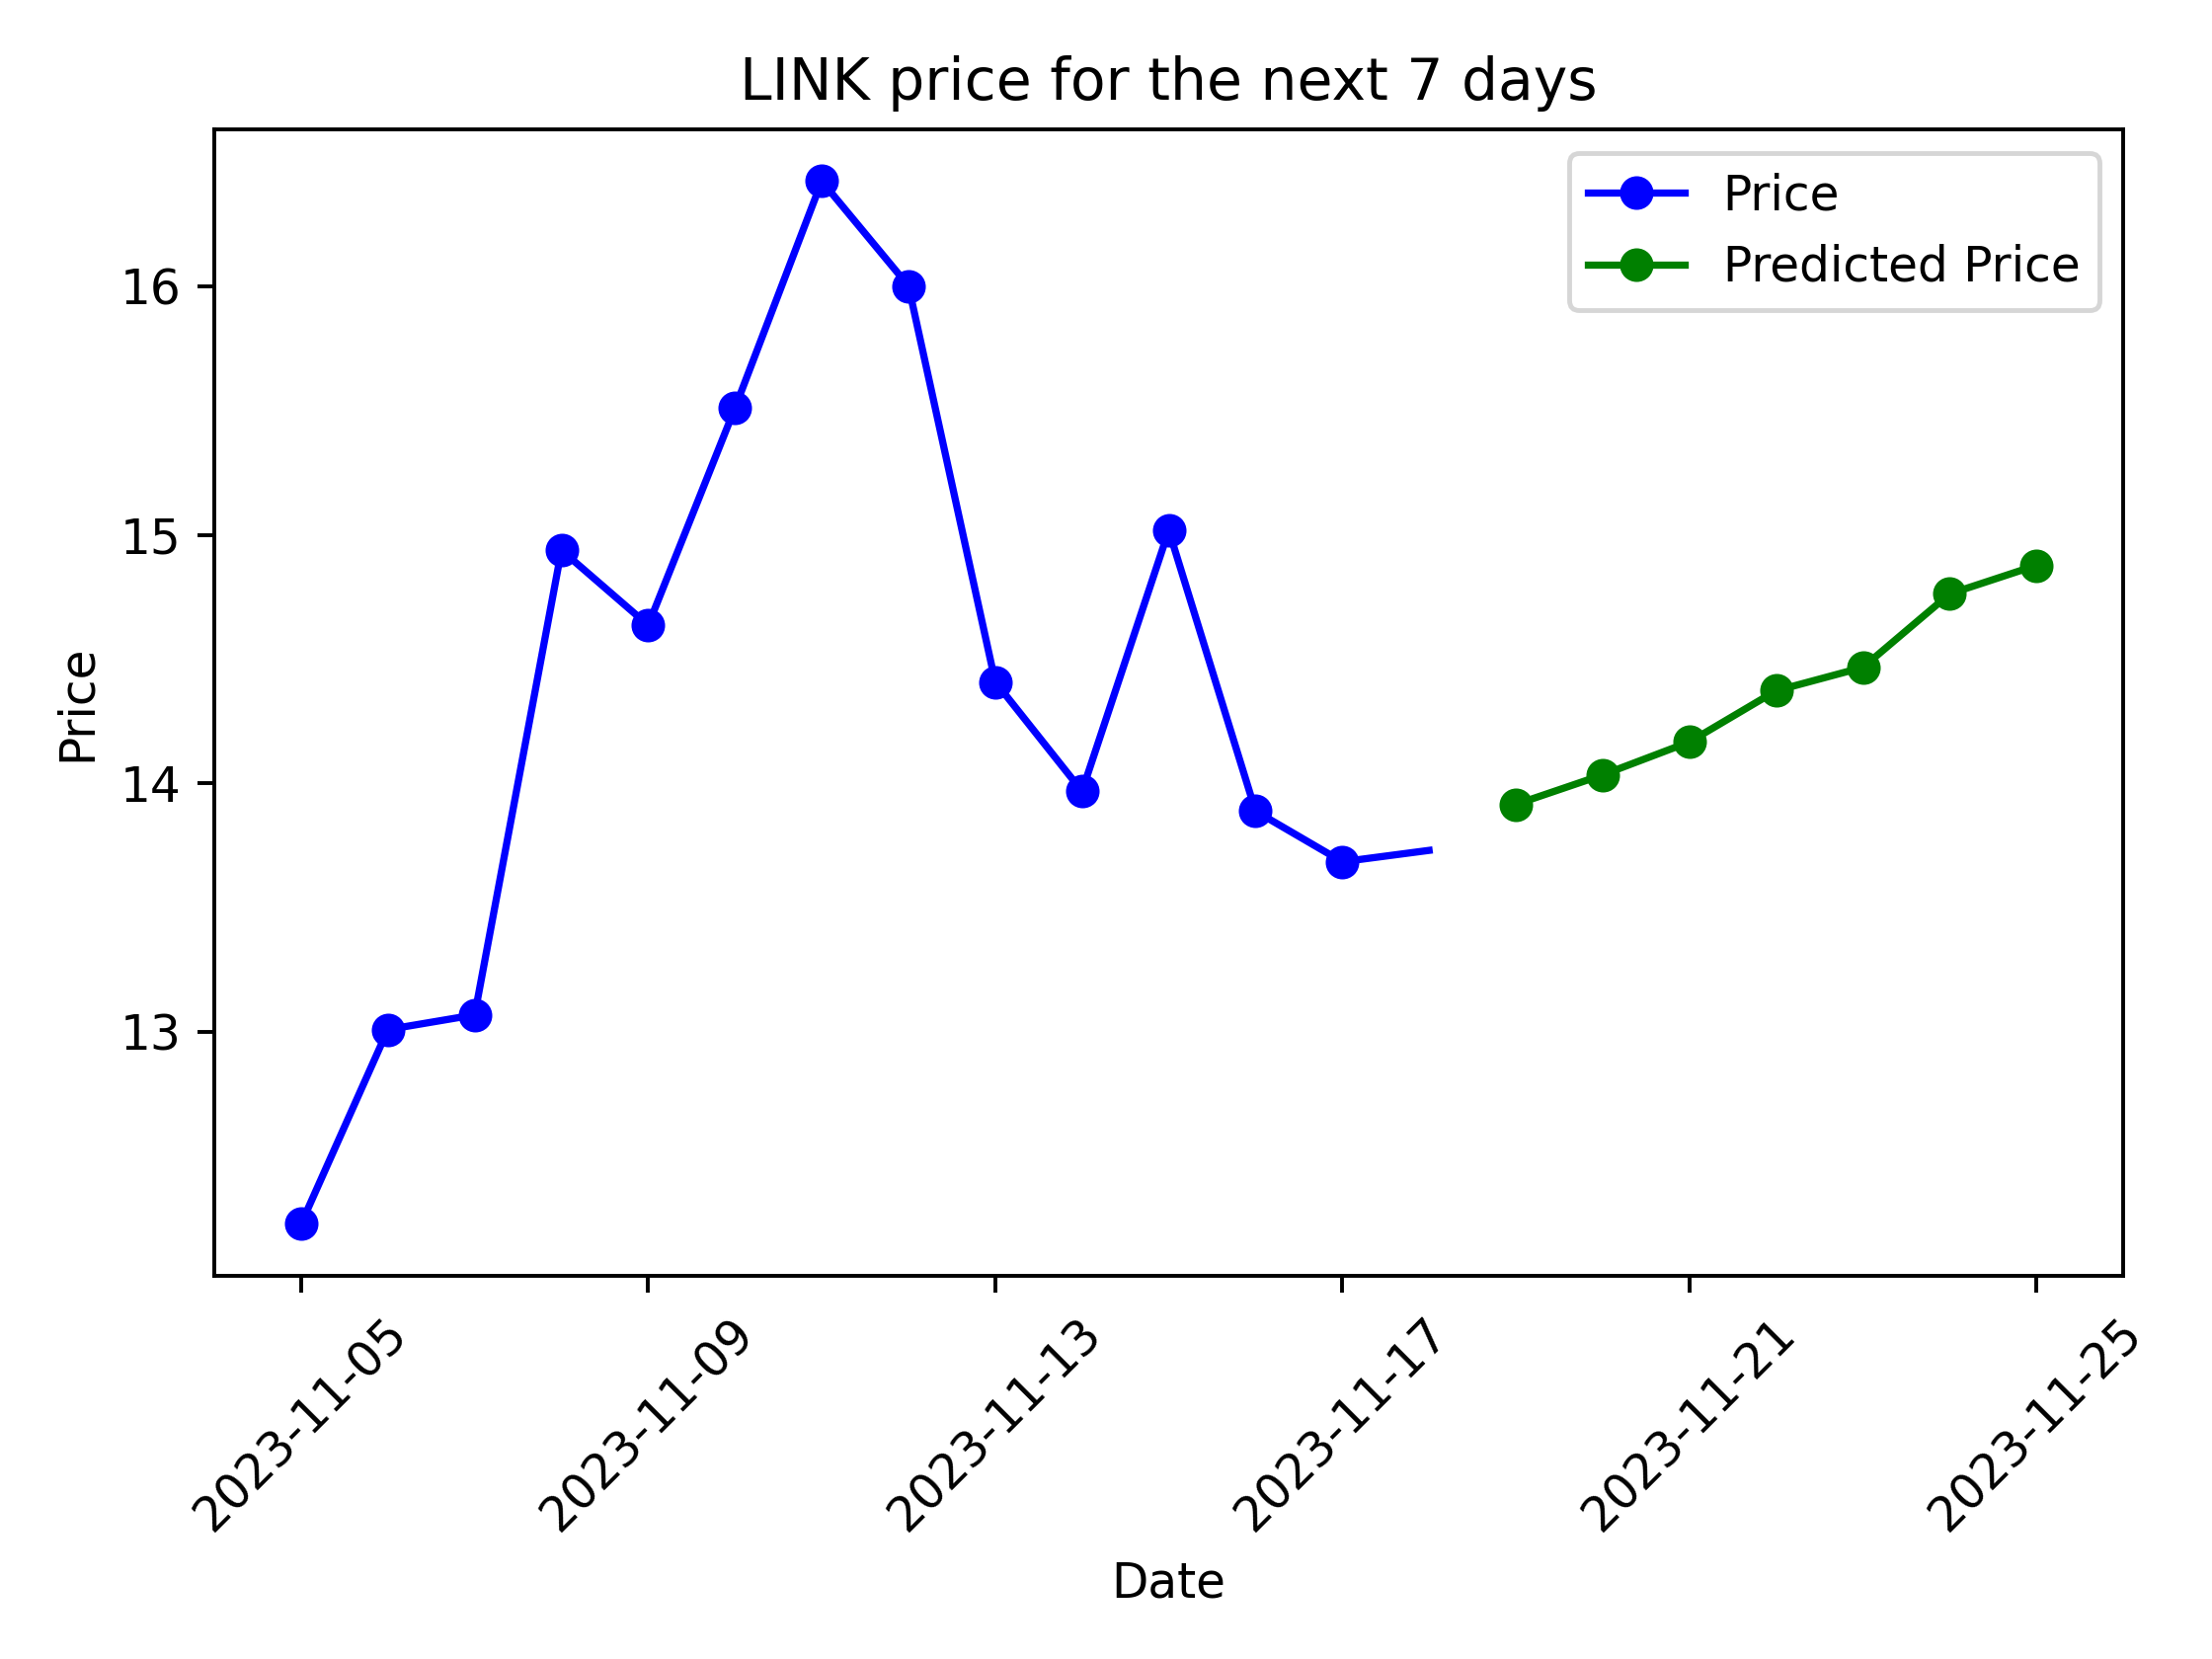 LINK price for the next 7 days
Price
Predicted Price
16
15
14
13
Price
2023-11-05
2023-11-09
2023-11-13
2023-11-17
2023-11-21
2023-11-25
Date